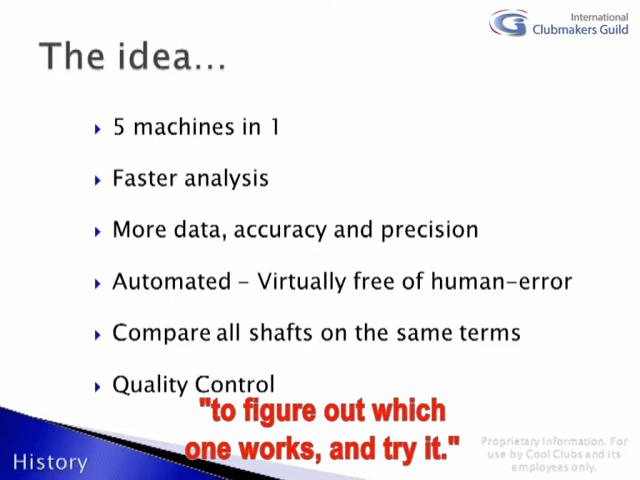 International
Clubmakers Guild
The idea...
5 machines in 1
Faster analysis
More data, accuracy and precision
Automated – Virtually free of human-error
Compare all shafts on the same terms
Quality Control
"to figure out which
one works, and try it."
Proprietary Information. For
use by Cool Clubs and its
employees only.
History